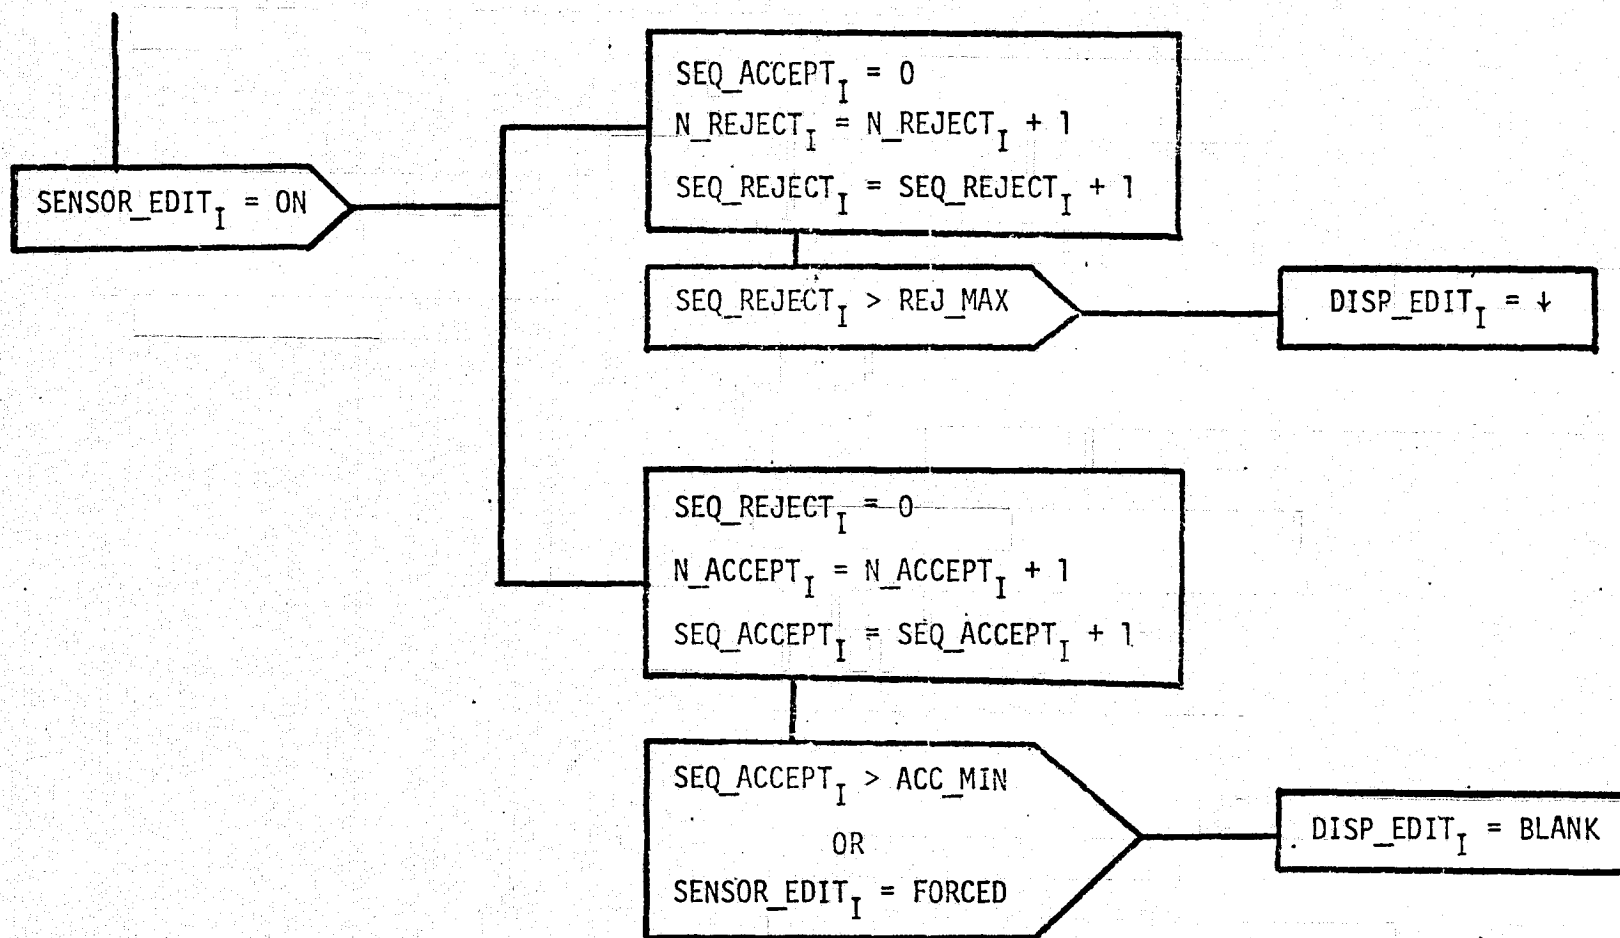 SEQ_ACCEPT_I = 0
N_REJECT_I = N_REJECT_I + 1
SEQ_REJECT_I = SEQ_REJECT_I + 1
SENSOR_EDIT_I = ON
SEQ_REJECT_I > REJ_MAX
DISP_EDIT_I = ↓
SEQ_REJECT_I = 0
N_ACCEPT_I = N_ACCEPT_I + 1
SEQ_ACCEPT_I = SEQ_ACCEPT_I + 1
SEQ_ACCEPT_I > ACC_MIN
OR
SENSOR_EDIT_I = FORCED
DISP_EDIT_I = BLANK